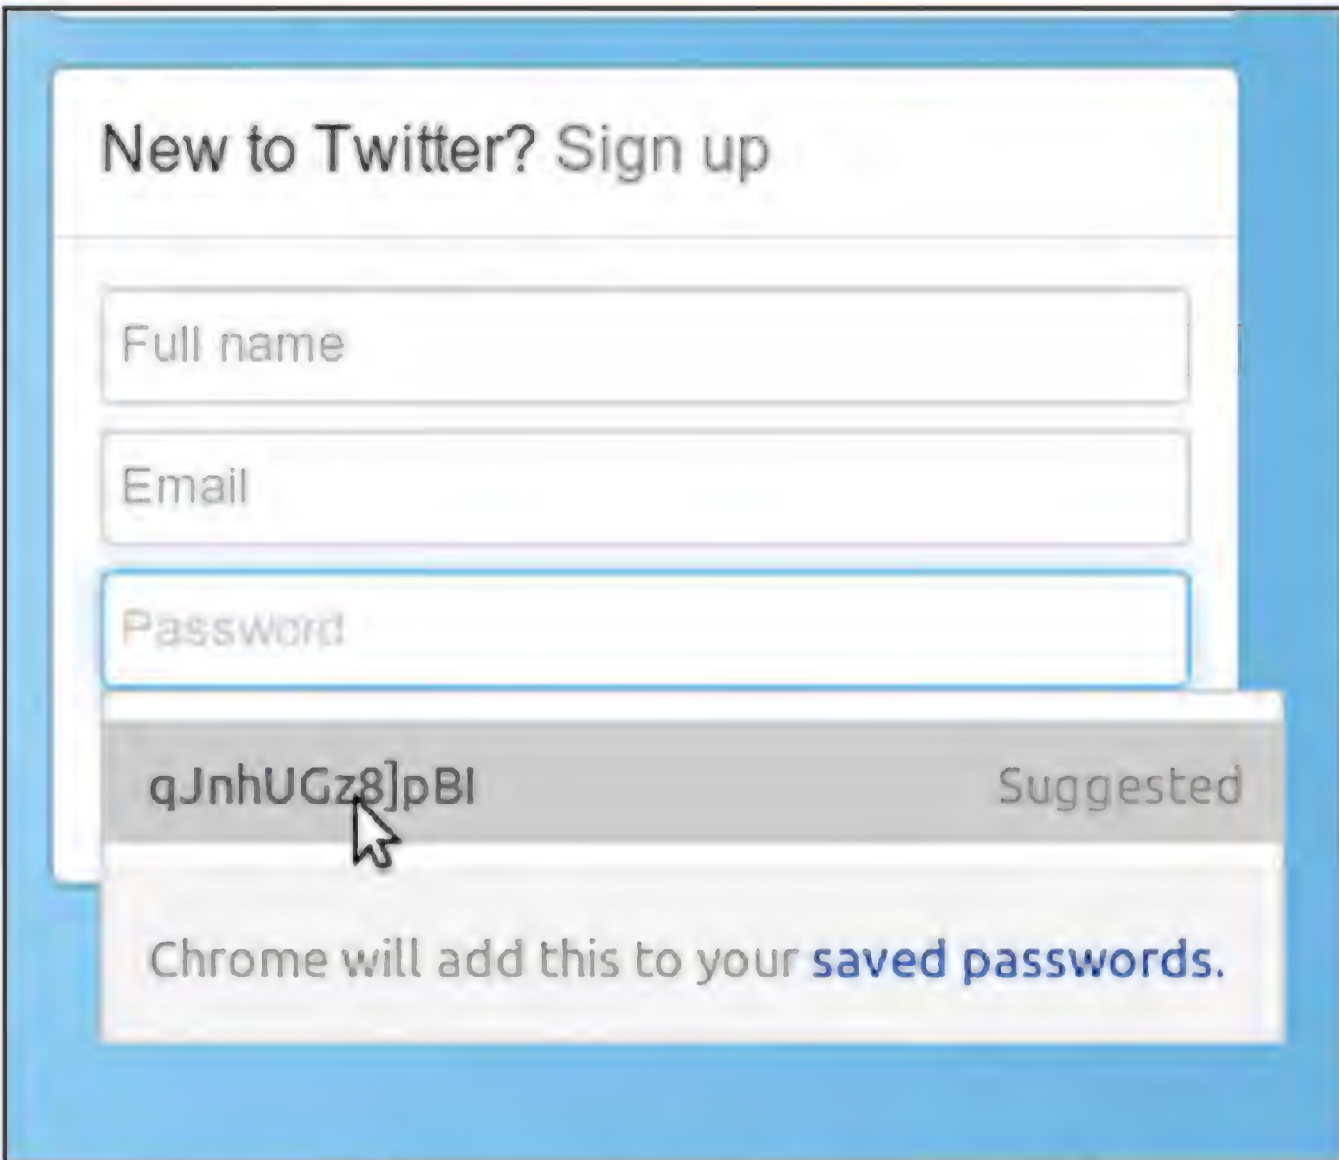 New to Twitter? Sign up
Full name
Email
Password
qJnhUGz8]pBI Suggested
Chrome will add this to your saved passwords.